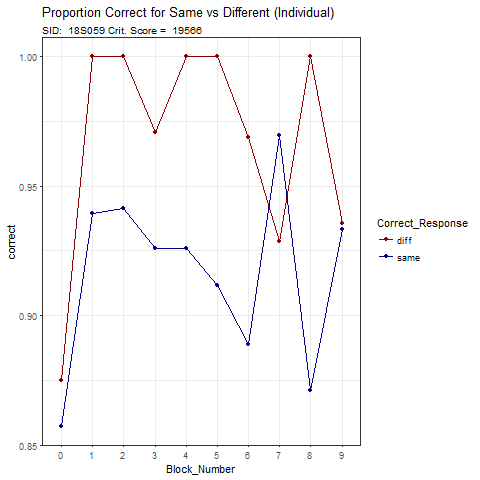 Proportion Correct for Same vs Different (Individual)
SID:  18S059 Crit. Score =  19566
1.00
0.95
0.90
0.85
correct
0 1 2 3 4 5 6 7 8 9
Block_Number
Correct_Response
diff
same